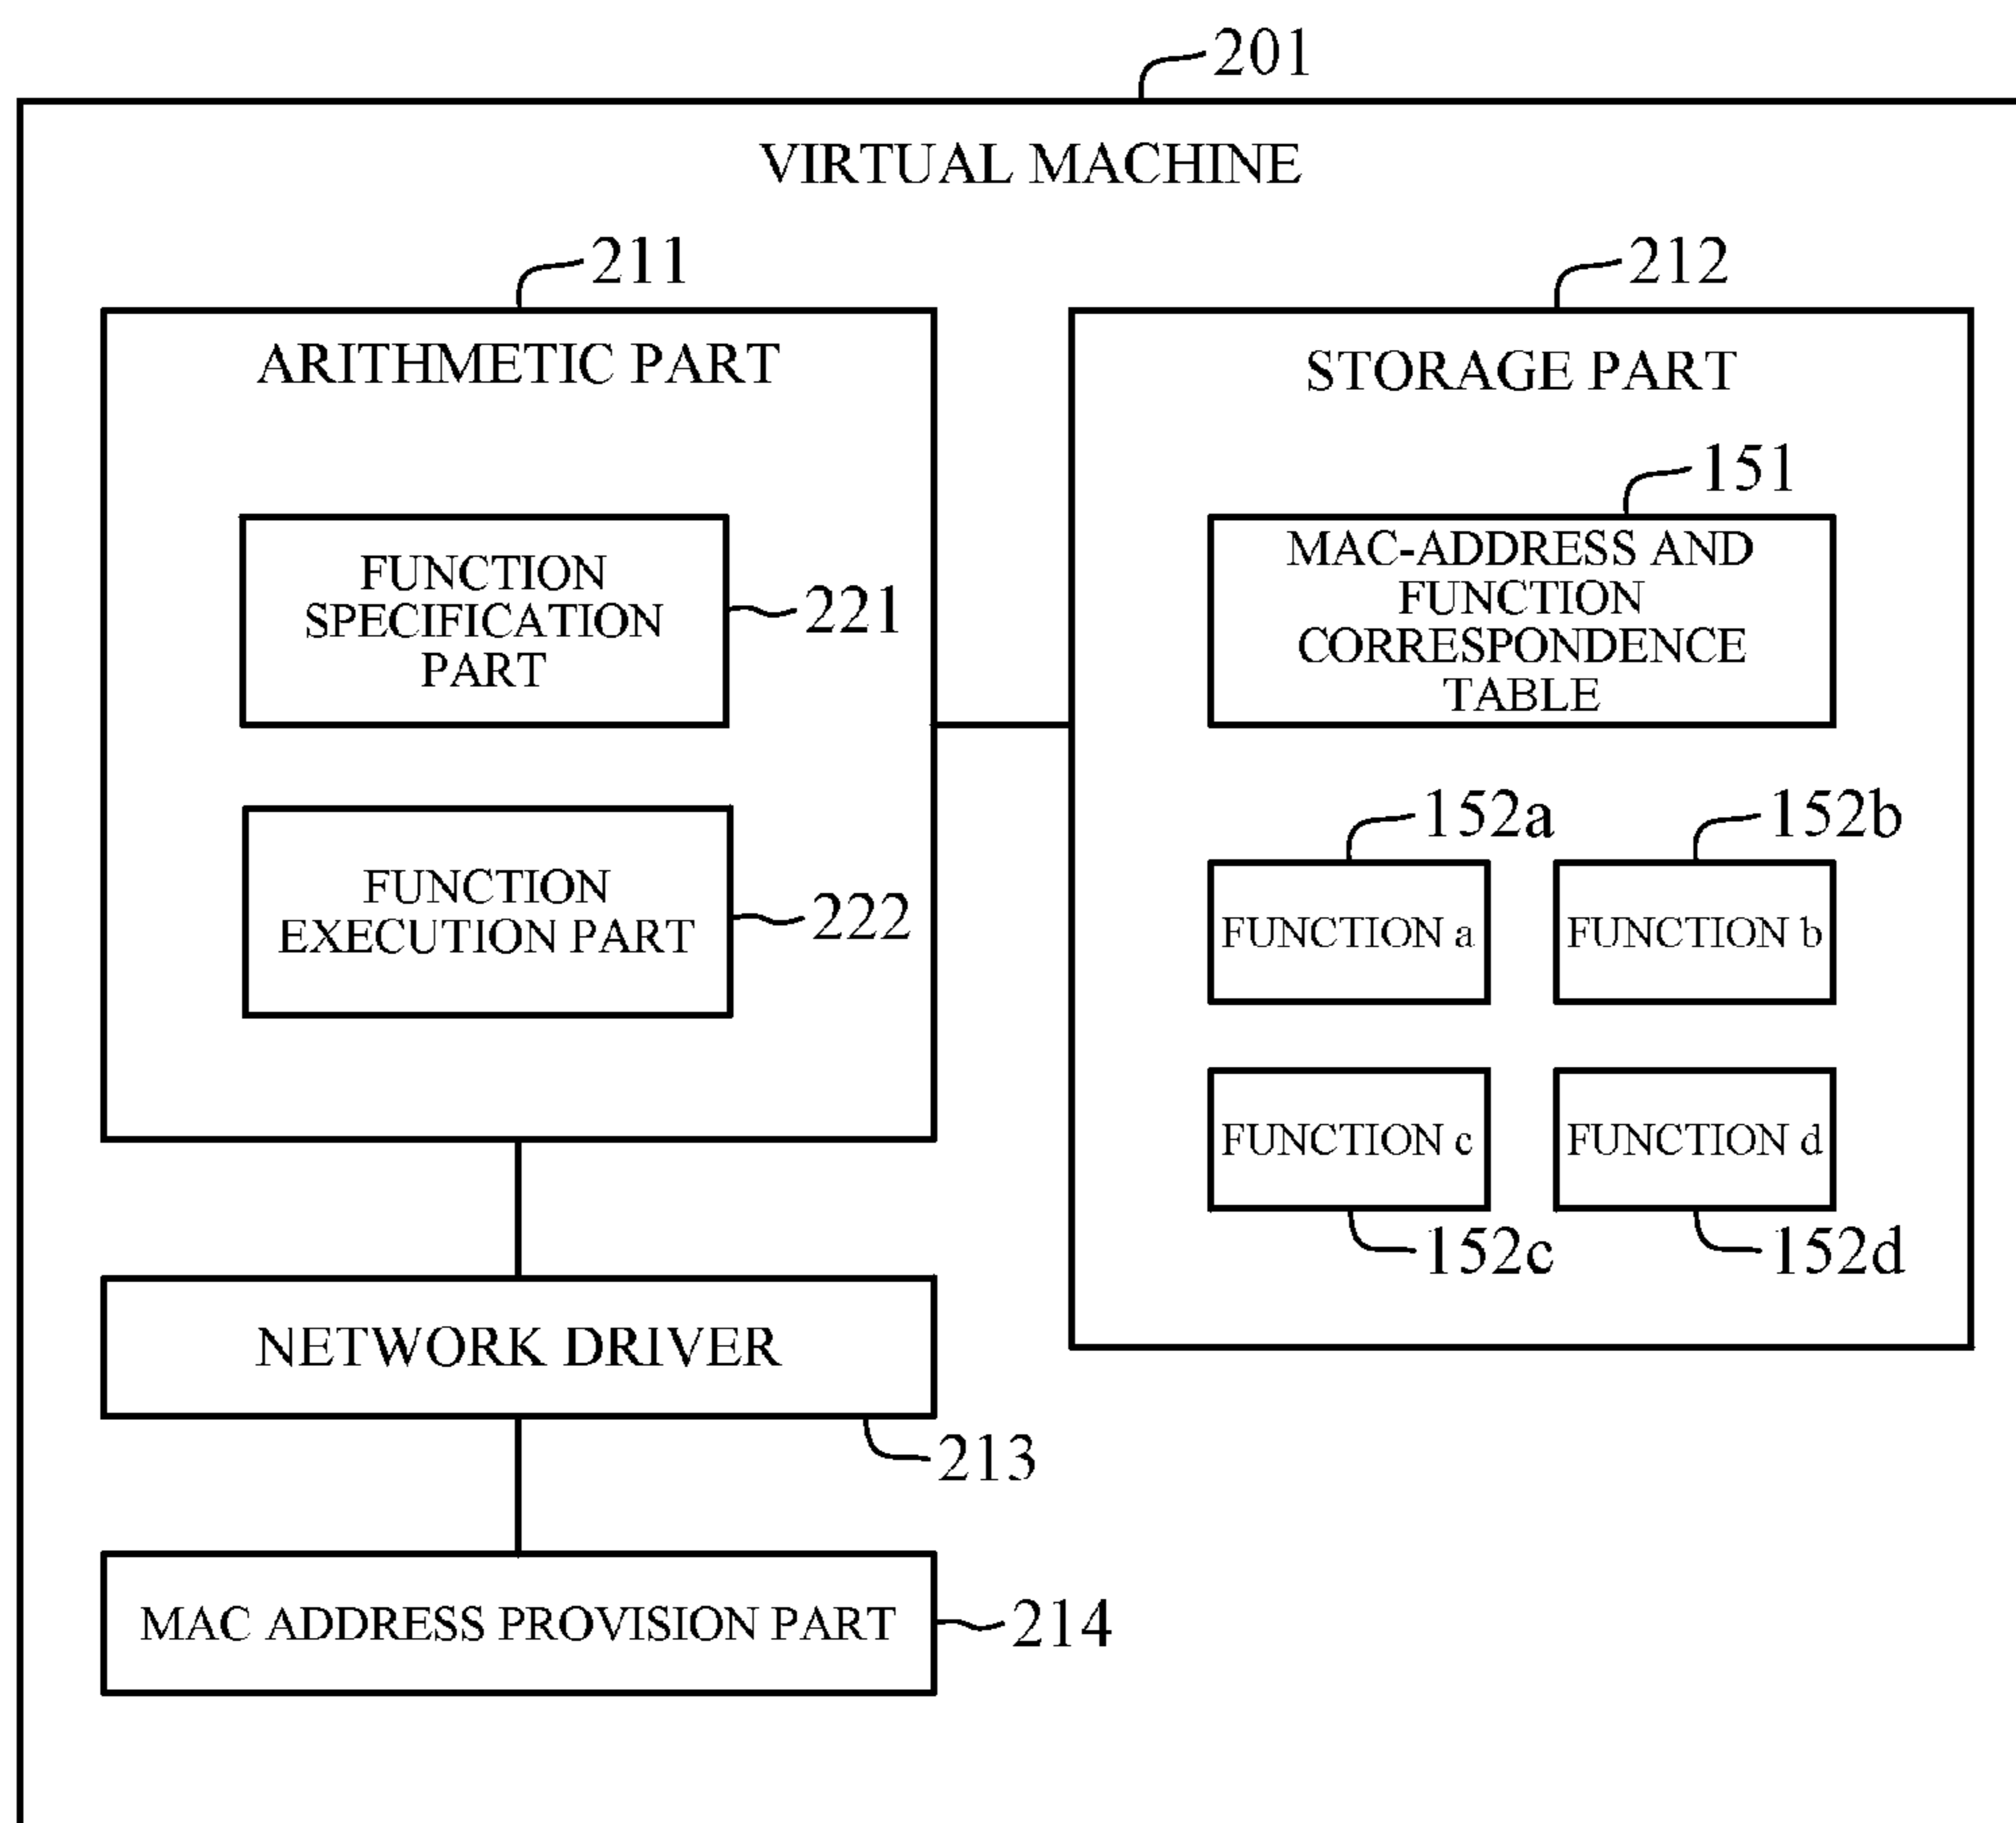 201
VIRTUAL MACHINE
211
ARITHMETIC PART
FUNCTION
SPECIFICATION
PART
221
FUNCTION
EXECUTION PART
222
212
STORAGE PART
151
MAC-ADDRESS AND
FUNCTION
CORRESPONDENCE
TABLE
152a
152b
FUNCTION a
FUNCTION b
FUNCTION c
FUNCTION d
152c
152d
NETWORK DRIVER
213
MAC ADDRESS PROVISION PART
214